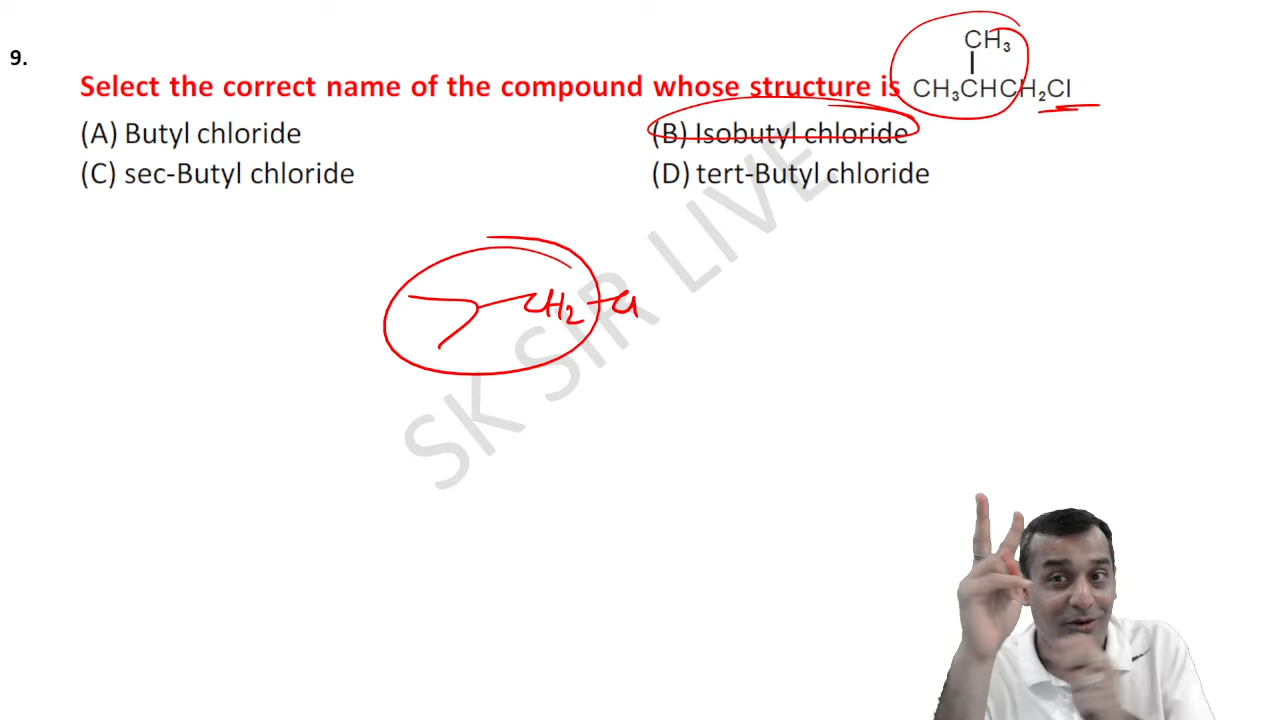 9.
CH₃
Select the correct name of the compound whose structure is CH₃CHCH₂Cl
(A) Butyl chloride (B) Isobutyl chloride
(C) sec-Butyl chloride (D) tert-Butyl chloride
CH₂-Cl
SK SIR LIVE